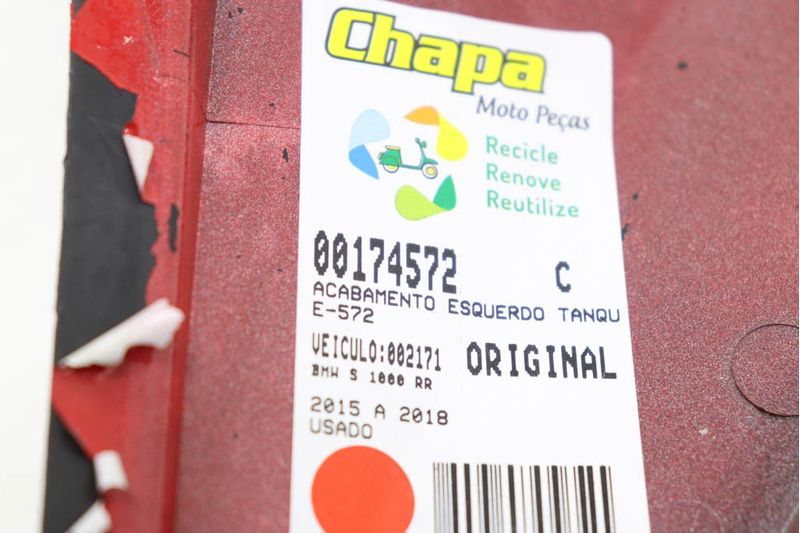 Chapa
Moto Peças
Recicle
Renove
Reutilize
00174572 C
ACABAMENTO ESQUERDO TANQU
E-572
VEICULO:002171 ORIGINAL
BMW S 1000 RR
2015 A 2018
USADO